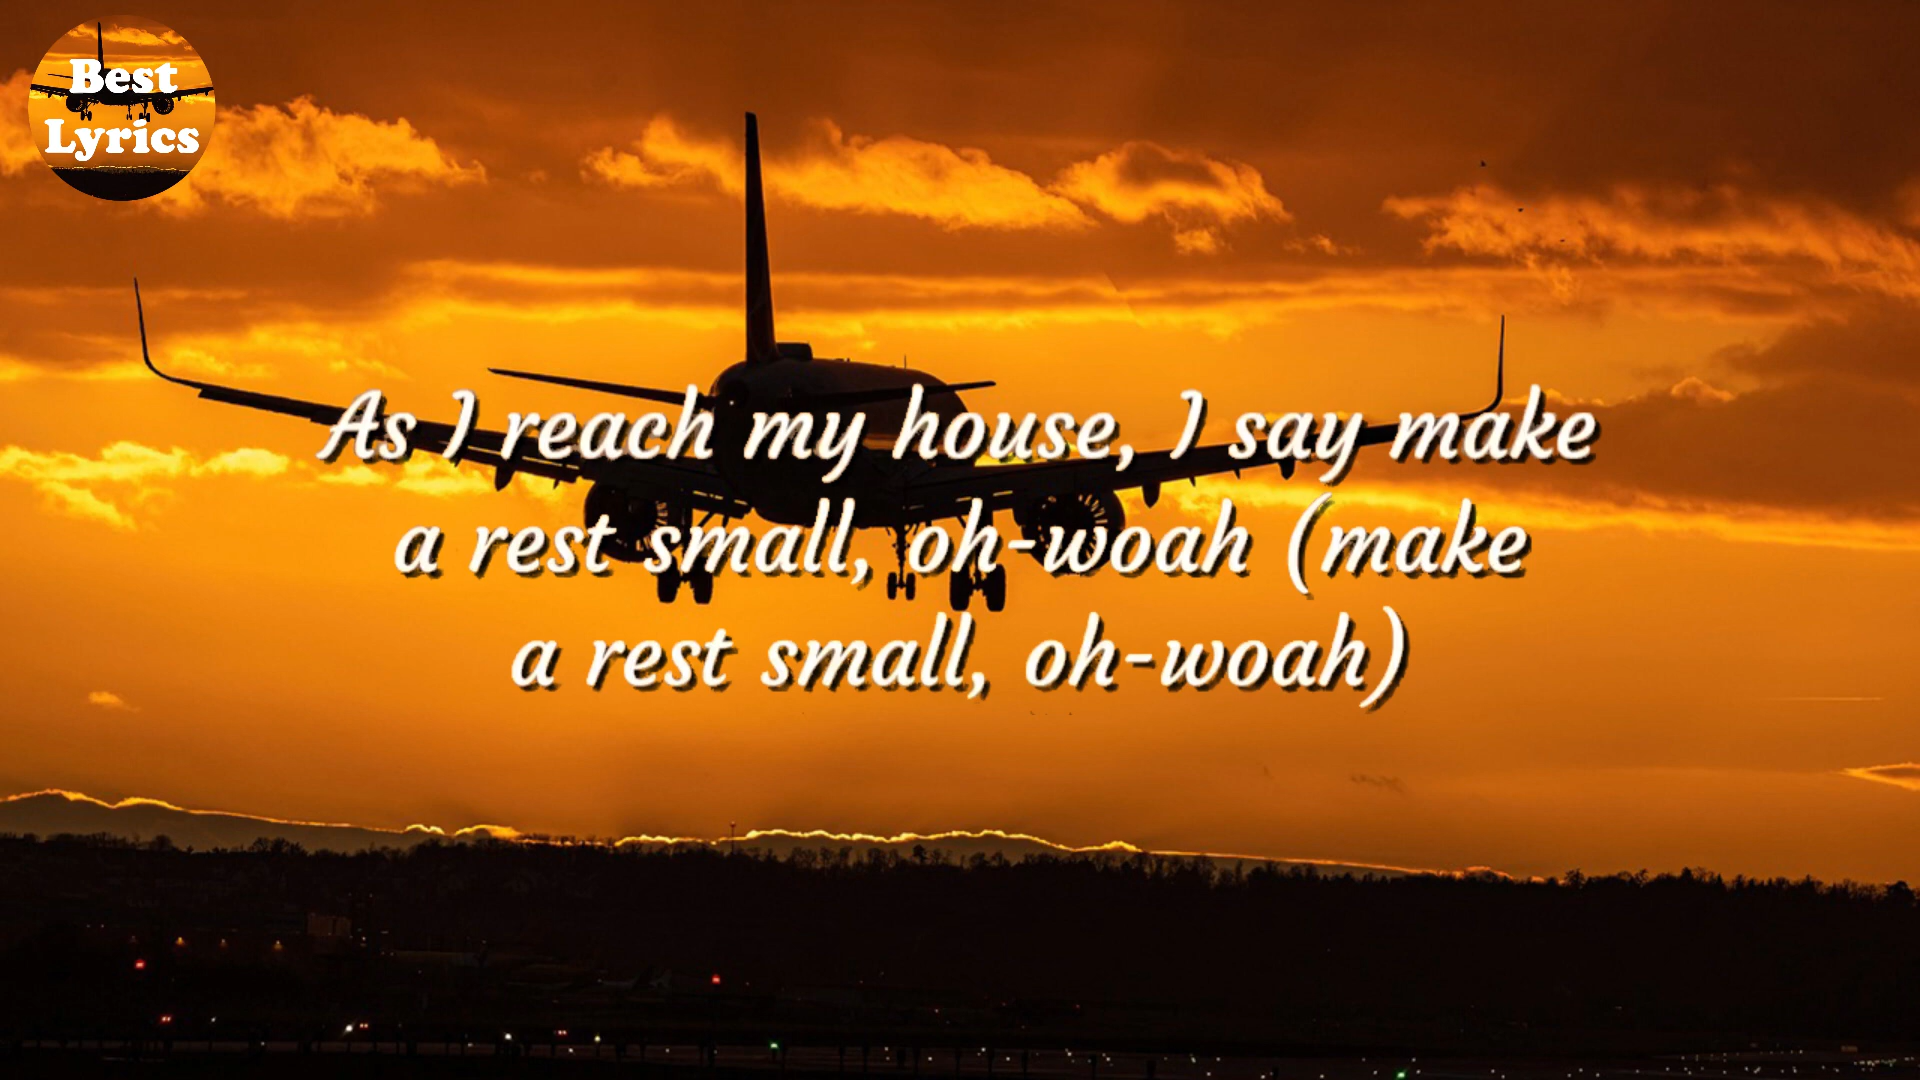 Best
Lyrics
As I reach my house, I say make
a rest small, oh-woah (make
a rest small, oh-woah)